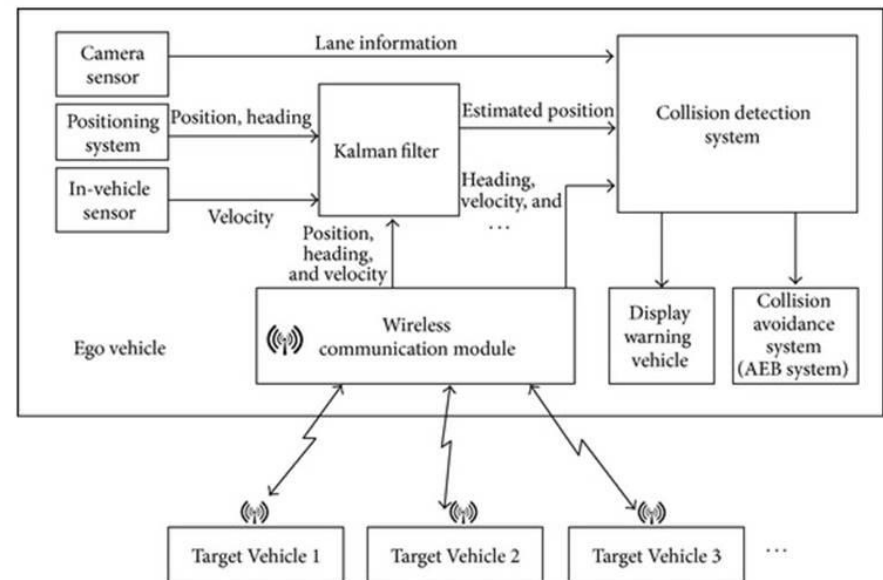 Camera
sensor
Lane information
Positioning
system
Position, heading
Kalman filter
Estimated position
Collision detection
system
In-vehicle
sensor
Velocity
Heading,
velocity, and
...
Position,
heading,
and velocity
Ego vehicle
Wireless
communication module
Display
warning
vehicle
Collision
avoidance
system
(AEB system)
Target Vehicle 1
Target Vehicle 2
Target Vehicle 3
...